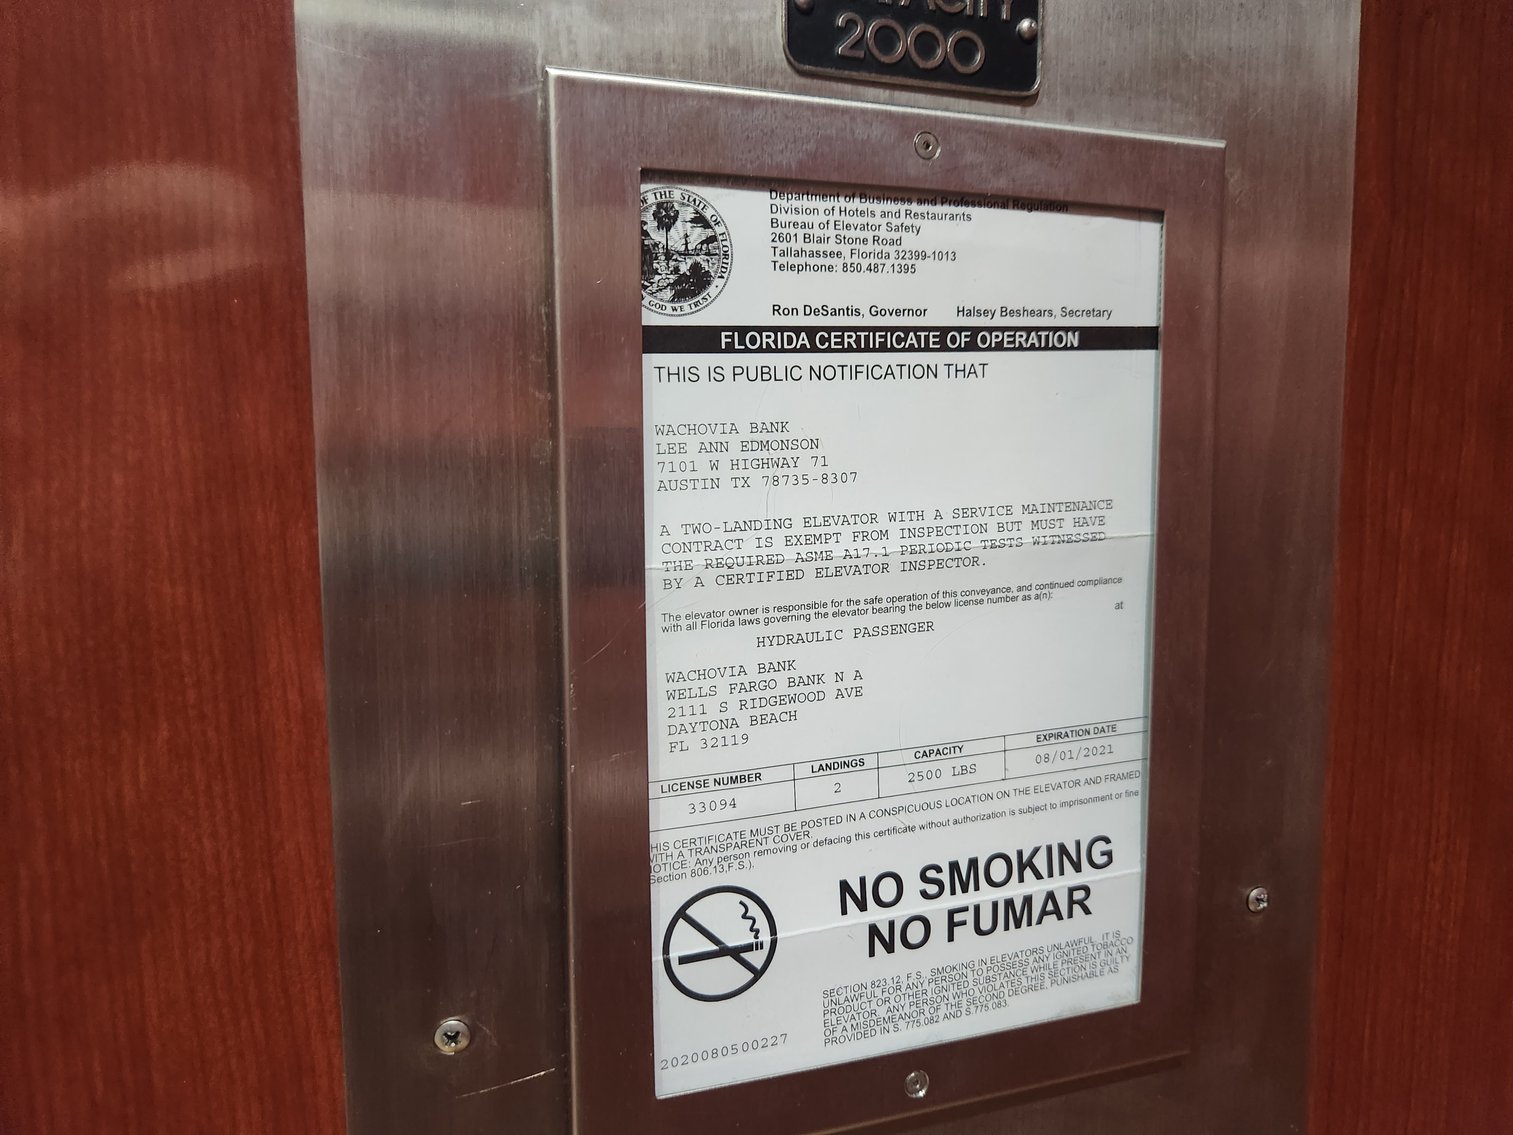 CAPACITY
2000
OF THE STATE OF FLORIDA
GOD WE TRUST
Department of Business and Professional Regulation
Division of Hotels and Restaurants
Bureau of Elevator Safety
2601 Blair Stone Road
Tallahassee, Florida 32399-1013
Telephone: 850.487.1395
Ron DeSantis, Governor Halsey Beshears, Secretary
FLORIDA CERTIFICATE OF OPERATION
THIS IS PUBLIC NOTIFICATION THAT
WACHOVIA BANK
LEE ANN EDMONSON
7101 W HIGHWAY 71
AUSTIN TX 78735-8307
A TWO-LANDING ELEVATOR WITH A SERVICE MAINTENANCE
CONTRACT IS EXEMPT FROM INSPECTION BUT MUST HAVE
THE REQUIRED ASME A17.1 PERIODIC TESTS WITNESSED
BY A CERTIFIED ELEVATOR INSPECTOR.
The elevator owner is responsible for the safe operation of this conveyance, and continued compliance
with all Florida laws governing the elevator bearing the below license number as a(n): at
HYDRAULIC PASSENGER
WACHOVIA BANK
WELLS FARGO BANK N A
2111 S RIDGEWOOD AVE
DAYTONA BEACH
FL 32119
LICENSE NUMBER LANDINGS CAPACITY EXPIRATION DATE
33094 2 2500 LBS 08/01/2021
HIS CERTIFICATE MUST BE POSTED IN A CONSPICUOUS LOCATION ON THE ELEVATOR AND FRAMED
WITH A TRANSPARENT COVER.
NOTICE: Any person removing or defacing this certificate without authorization is subject to imprisonment or fine
Section 806.13,F.S.).
NO SMOKING
NO FUMAR
SECTION 823.12, F.S. SMOKING IN ELEVATORS UNLAWFUL. IT IS
UNLAWFUL FOR ANY PERSON TO POSSESS ANY IGNITED TOBACCO
PRODUCT OR OTHER IGNITED SUBSTANCE WHILE PRESENT IN AN
ELEVATOR. ANY PERSON WHO VIOLATES THIS SECTION IS GUILTY
OF A MISDEMEANOR OF THE SECOND DEGREE, PUNISHABLE AS
PROVIDED IN S. 775.082 AND S.775.083.
2020080500227